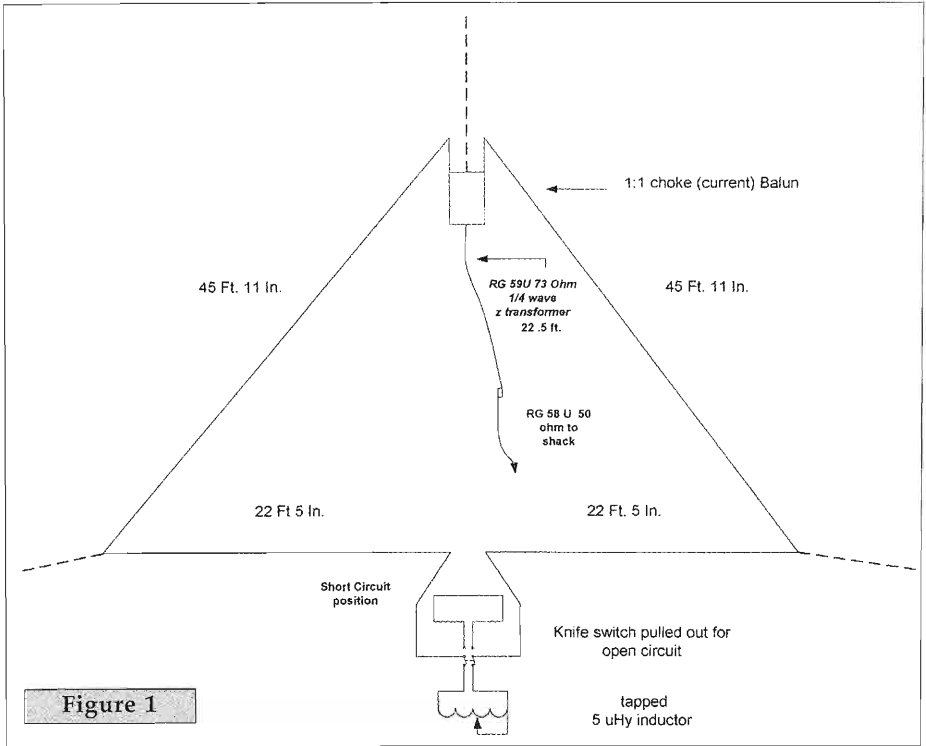 1:1 choke (current) Balun
45 Ft. 11 In.
45 Ft. 11 In.
RG 59U 73 Ohm
1/4 wave
z transformer
22 .5 ft.
RG 58 U 50
ohm to
shack
22 Ft 5 In.
22 Ft. 5 In.
Short Circuit
position
Knife switch pulled out for
open circuit
tapped
5 uHy inductor
Figure 1